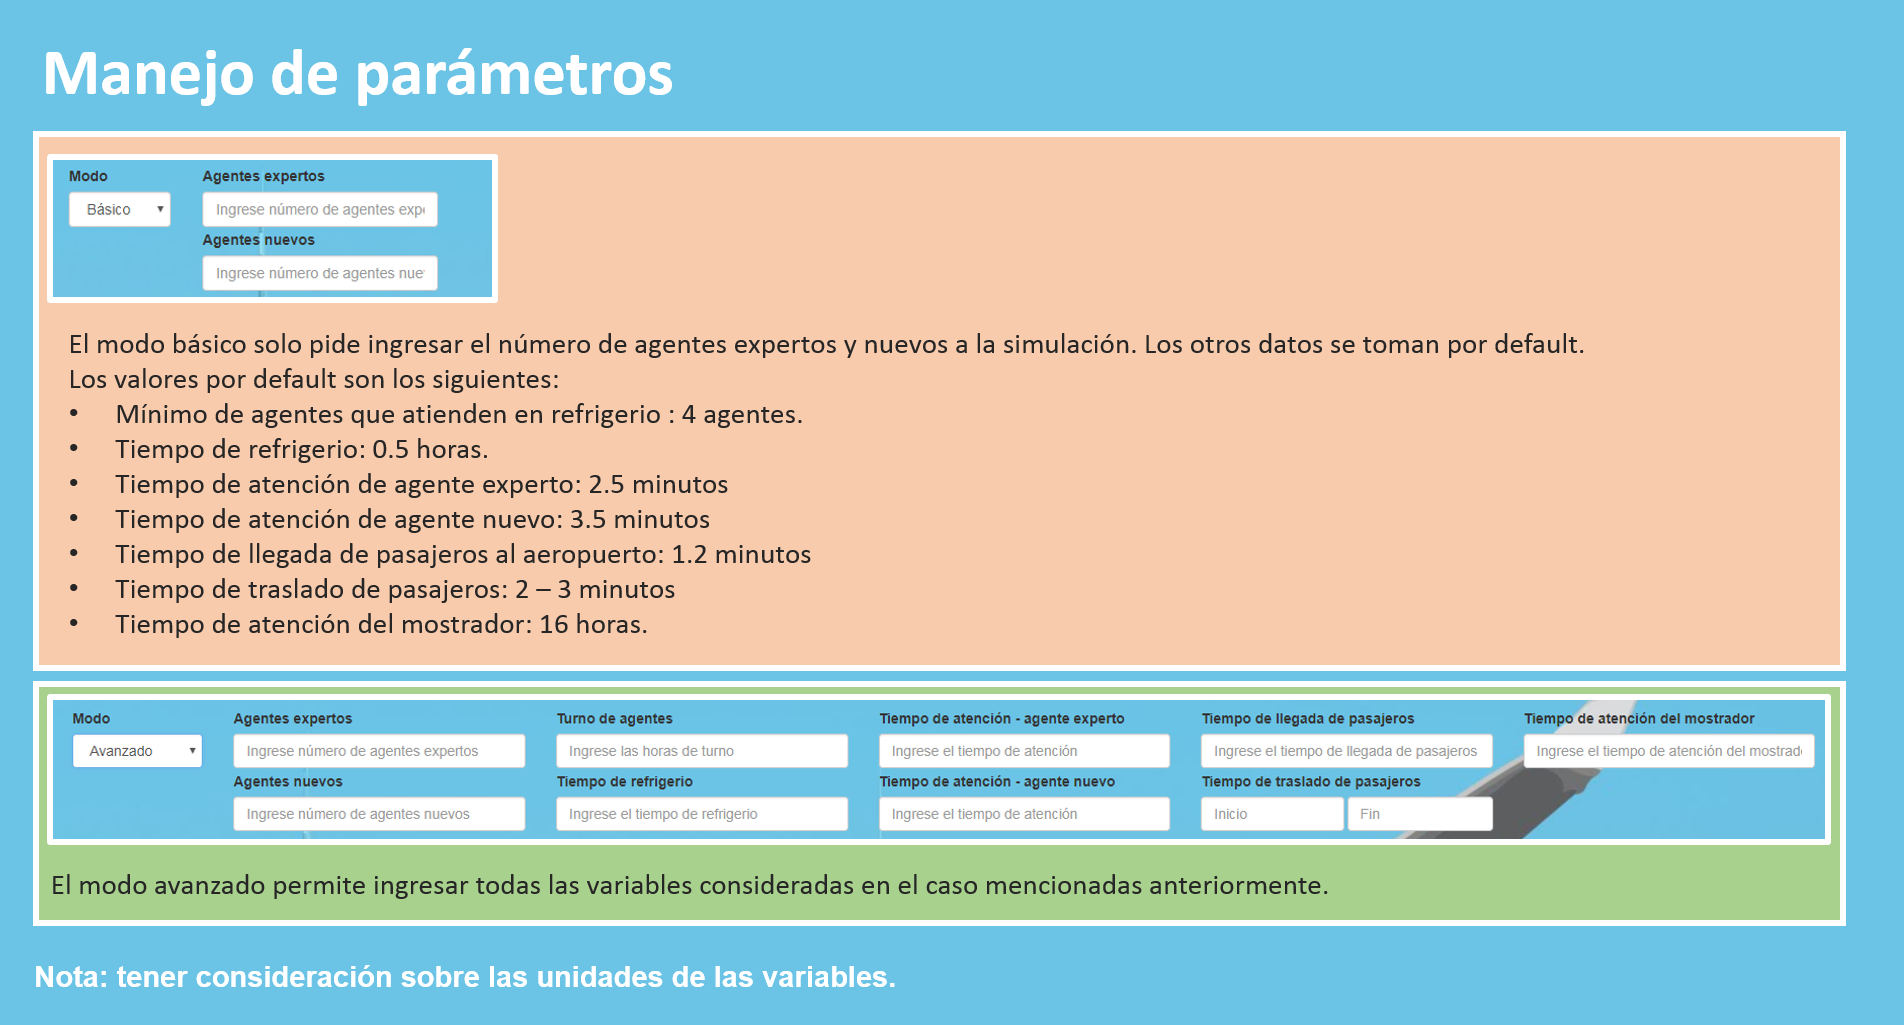 Manejo de parámetros
Modo
Agentes expertos
Básico
Ingrese número de agentes exp
Agentes nuevos
Ingrese número de agentes nue
El modo básico solo pide ingresar el número de agentes expertos y nuevos a la simulación. Los otros datos se toman por default.
Los valores por default son los siguientes:
• Mínimo de agentes que atienden en refrigerio : 4 agentes.
• Tiempo de refrigerio: 0.5 horas.
• Tiempo de atención de agente experto: 2.5 minutos
• Tiempo de atención de agente nuevo: 3.5 minutos
• Tiempo de llegada de pasajeros al aeropuerto: 1.2 minutos
• Tiempo de traslado de pasajeros: 2 – 3 minutos
• Tiempo de atención del mostrador: 16 horas.
Modo
Avanzado
Agentes expertos
Ingrese número de agentes expertos
Agentes nuevos
Ingrese número de agentes nuevos
Turno de agentes
Ingrese las horas de turno
Tiempo de refrigerio
Ingrese el tiempo de refrigerio
Tiempo de atención - agente experto
Ingrese el tiempo de atención
Tiempo de atención - agente nuevo
Ingrese el tiempo de atención
Tiempo de llegada de pasajeros
Ingrese el tiempo de llegada de pasajeros
Tiempo de traslado de pasajeros
Inicio
Fin
Tiempo de atención del mostrador
Ingrese el tiempo de atención del mostrad
El modo avanzado permite ingresar todas las variables consideradas en el caso mencionadas anteriormente.
Nota: tener consideración sobre las unidades de las variables.